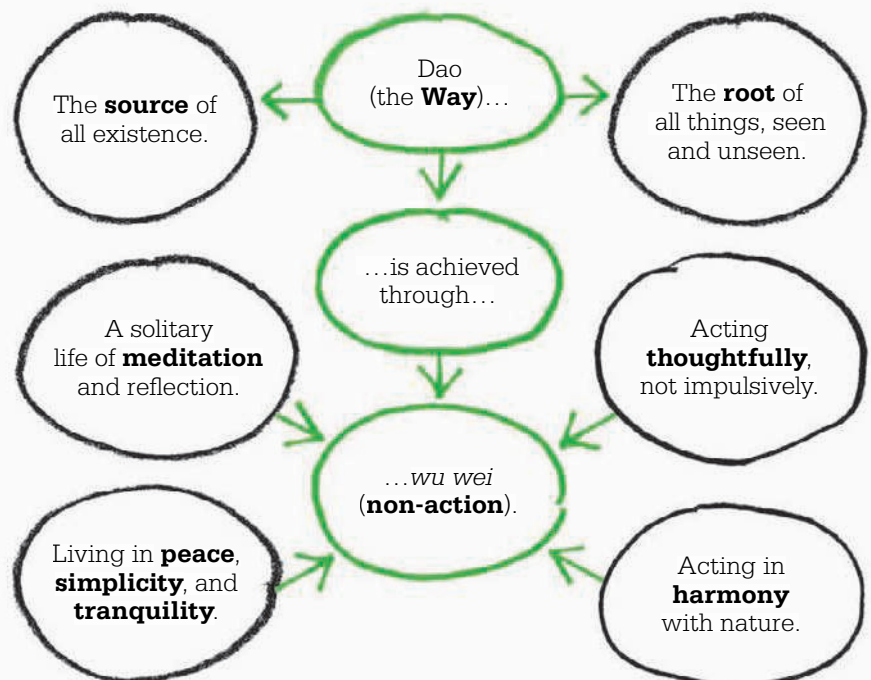 The source of
all existence.
Dao
(the Way)…
The root of
all things, seen
and unseen.
…is achieved
through…
A solitary
life of meditation
and reflection.
Acting
thoughtfully,
not impulsively.
…wu wei
(non-action).
Living in peace,
simplicity, and
tranquility.
Acting in
harmony
with nature.